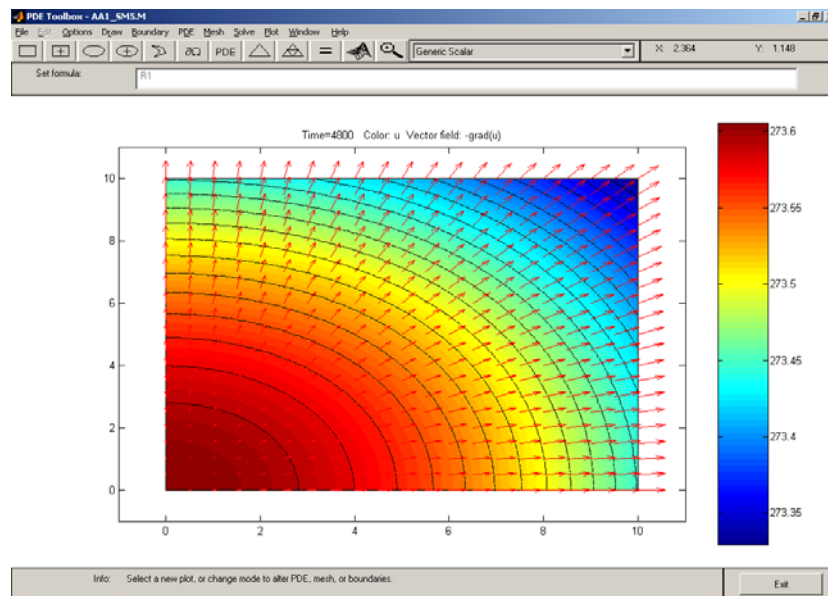 PDE Toolbox - AA1_SM5.M
File Edit Options Draw Boundary PDE Mesh Solve Plot Window Help
∂Ω PDE = Generic Scalar X: 2.364 Y: 1.148
Set formula: R1
Time=4800 Color: u Vector field: -grad(u)
273.6
273.55
273.5
273.45
273.4
273.35
10
8
6
4
2
0
0 2 4 6 8 10
Info: Select a new plot, or change mode to alter PDE, mesh, or boundaries. Exit